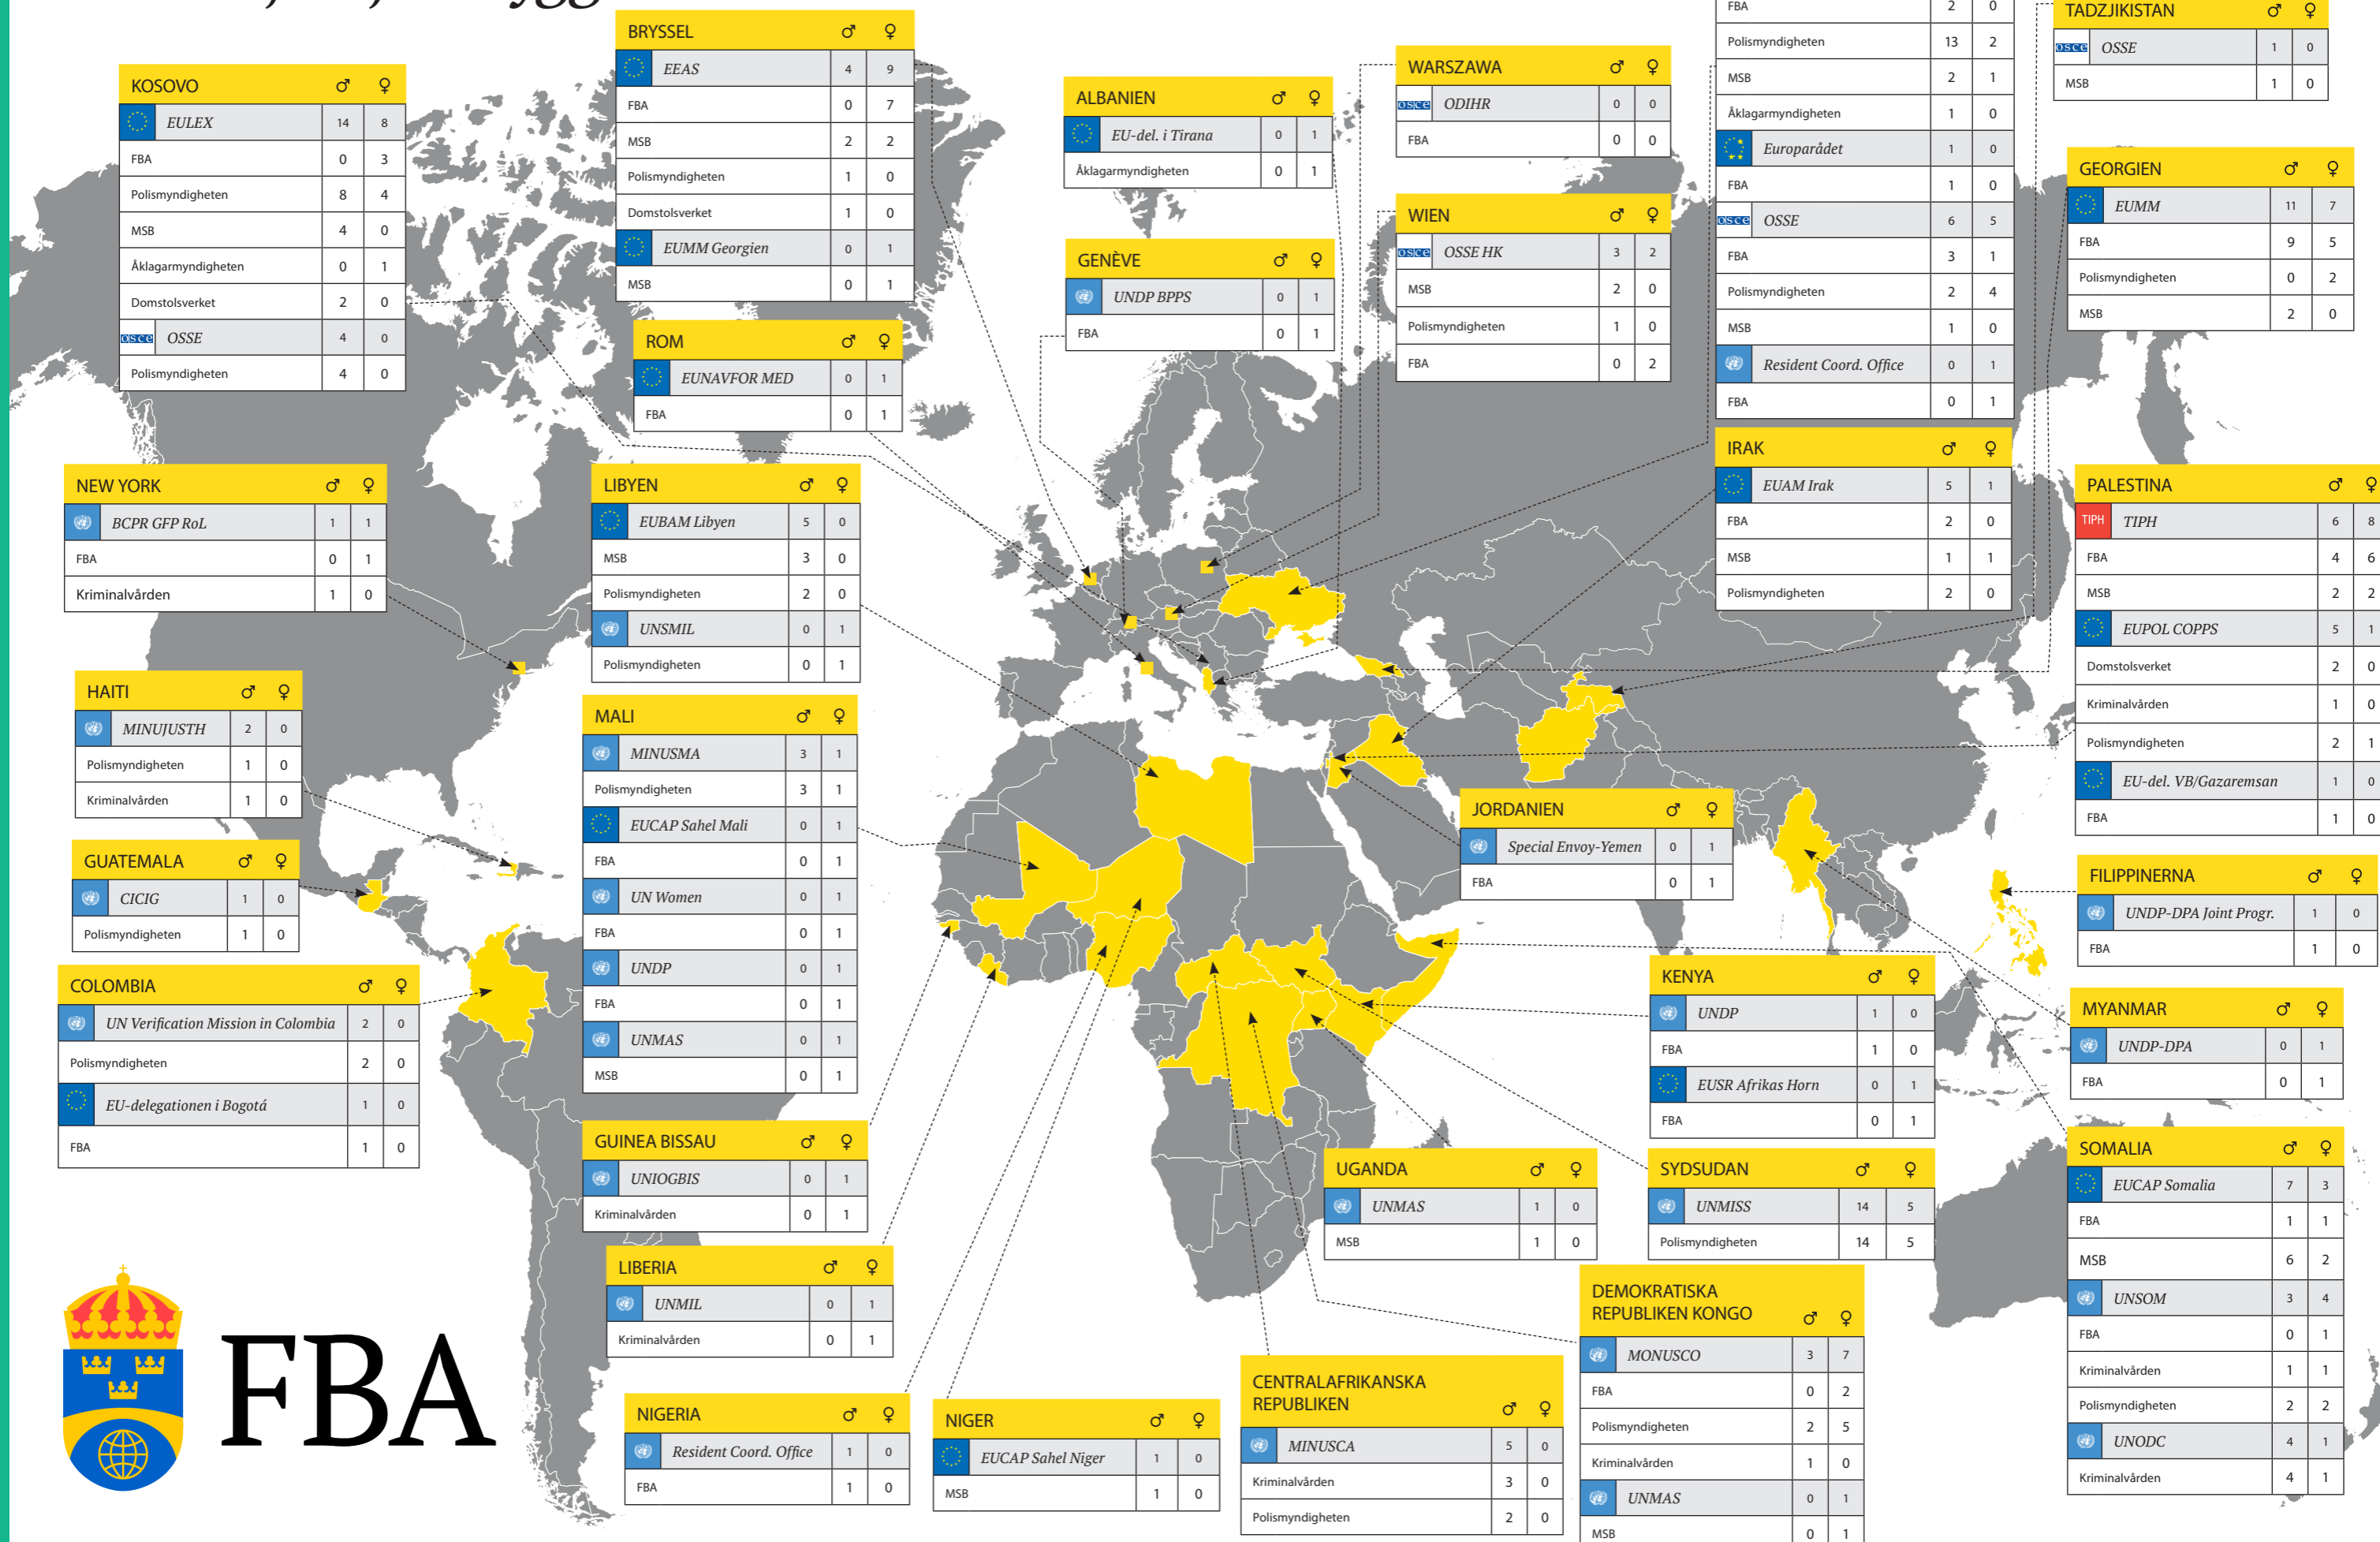 BRYSSEL ♂ ♀
EEAS 4 9
FBA 0 7
MSB 2 2
Polismyndigheten 1 0
Domstolsverket 1 0
EUMM Georgien 0 1
MSB 0 1
KOSOVO ♂ ♀
EULEX 14 8
FBA 0 3
Polismyndigheten 8 4
MSB 4 0
Åklagarmyndigheten 0 1
Domstolsverket 2 0
osce OSSE 4 0
Polismyndigheten 4 0
ROM ♂ ♀
EUNAVFOR MED 0 1
FBA 0 1
ALBANIEN ♂ ♀
EU-del. i Tirana 0 1
Åklagarmyndigheten 0 1
GENÈVE ♂ ♀
UNDP BPPS 0 1
FBA 0 1
WARSZAWA ♂ ♀
osce ODIHR 0 0
FBA 0 0
WIEN ♂ ♀
osce OSSE HK 3 2
MSB 2 0
Polismyndigheten 1 0
FBA 0 2
FBA 2 0
Polismyndigheten 13 2
MSB 2 1
Åklagarmyndigheten 1 0
Europarådet 1 0
FBA 1 0
osce OSSE 6 5
FBA 3 1
Polismyndigheten 2 4
MSB 1 0
Resident Coord. Office 0 1
FBA 0 1
TADZJIKISTAN ♂ ♀
osce OSSE 1 0
MSB 1 0
GEORGIEN ♂ ♀
EUMM 11 7
FBA 9 5
Polismyndigheten 0 2
MSB 2 0
IRAK ♂ ♀
EUAM Irak 5 1
FBA 2 0
MSB 1 1
Polismyndigheten 2 0
PALESTINA ♂ ♀
TIPH TIPH 6 8
FBA 4 6
MSB 2 2
EUPOL COPPS 5 1
Domstolsverket 2 0
Kriminalvården 1 0
Polismyndigheten 2 1
EU-del. VB/Gazaremsan 1 0
FBA 1 0
NEW YORK ♂ ♀
BCPR GFP RoL 1 1
FBA 0 1
Kriminalvården 1 0
LIBYEN ♂ ♀
EUBAM Libyen 5 0
MSB 3 0
Polismyndigheten 2 0
UNSMIL 0 1
Polismyndigheten 0 1
HAITI ♂ ♀
MINUJUSTH 2 0
Polismyndigheten 1 0
Kriminalvården 1 0
MALI ♂ ♀
MINUSMA 3 1
Polismyndigheten 3 1
EUCAP Sahel Mali 0 1
FBA 0 1
UN Women 0 1
FBA 0 1
UNDP 0 1
FBA 0 1
UNMAS 0 1
MSB 0 1
GUATEMALA ♂ ♀
CICIG 1 0
Polismyndigheten 1 0
COLOMBIA ♂ ♀
UN Verification Mission in Colombia 2 0
Polismyndigheten 2 0
EU-delegationen i Bogotá 1 0
FBA 1 0
JORDANIEN ♂ ♀
Special Envoy-Yemen 0 1
FBA 0 1
FILIPPINERNA ♂ ♀
UNDP-DPA Joint Progr. 1 0
FBA 1 0
KENYA ♂ ♀
UNDP 1 0
FBA 1 0
EUSR Afrikas Horn 0 1
FBA 0 1
MYANMAR ♂ ♀
UNDP-DPA 0 1
FBA 0 1
GUINEA BISSAU ♂ ♀
UNIOGBIS 0 1
Kriminalvården 0 1
UGANDA ♂ ♀
UNMAS 1 0
MSB 1 0
SYDSUDAN ♂ ♀
UNMISS 14 5
Polismyndigheten 14 5
SOMALIA ♂ ♀
EUCAP Somalia 7 3
FBA 1 1
MSB 6 2
UNSOM 3 4
FBA 0 1
Kriminalvården 1 1
Polismyndigheten 2 2
UNODC 4 1
Kriminalvården 4 1
LIBERIA ♂ ♀
UNMIL 0 1
Kriminalvården 0 1
DEMOKRATISKA
REPUBLIKEN KONGO ♂ ♀
MONUSCO 3 7
FBA 0 2
Polismyndigheten 2 5
Kriminalvården 1 0
UNMAS 0 1
MSB 0 1
NIGERIA ♂ ♀
Resident Coord. Office 1 0
FBA 1 0
NIGER ♂ ♀
EUCAP Sahel Niger 1 0
MSB 1 0
CENTRALAFRIKANSKA
REPUBLIKEN ♂ ♀
MINUSCA 5 0
Kriminalvården 3 0
Polismyndigheten 2 0
FBA